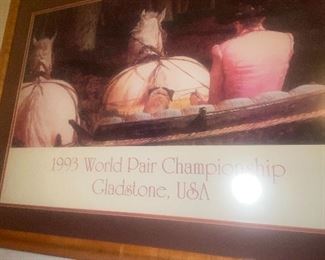 1993 World Pair Championship
Gladstone, USA